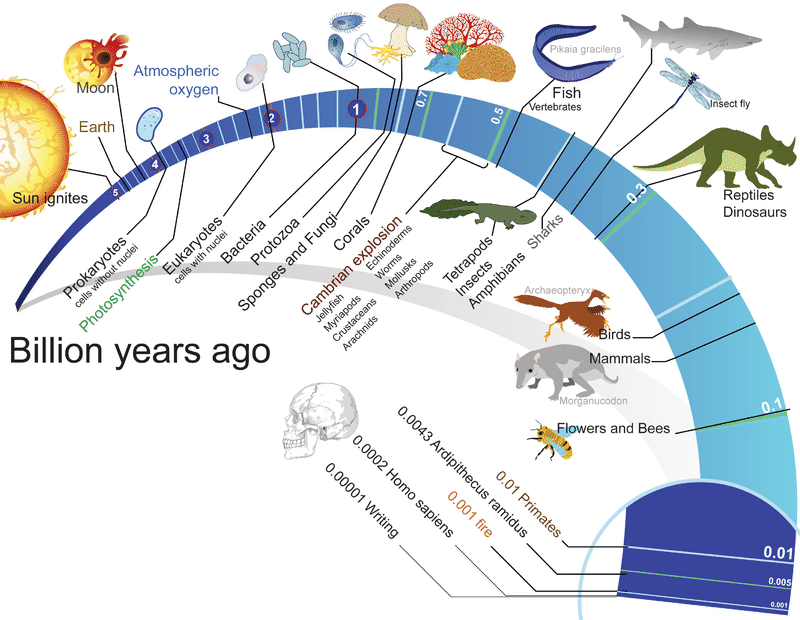 Moon
Atmospheric
oxygen
Earth
Sun ignites
5
4
3
2
1
0.7
0.5
0.3
0.1
Pikaia gracilens
Fish
Vertebrates
Insect fly
Reptiles
Dinosaurs
Prokaryotes
cells without nuclei
Photosynthesis
Eukaryotes
cells with nuclei
Bacteria
Protozoa
Sponges and Fungi
Corals
Cambrian explosion
Jellyfish
Myriapods
Crustaceans
Arachnids
Echinoderms
Worms
Mollusks
Arthropods
Tetrapods
Insects
Amphibians
Sharks
Archaeopteryx
Birds
Mammals
Morganucodon
Flowers and Bees
Billion years ago
0.01 Primates
0.0043 Ardipithecus ramidus
0.001 fire
0.0002 Homo sapiens
0.00001 Writing
0.01
0.005
0.001